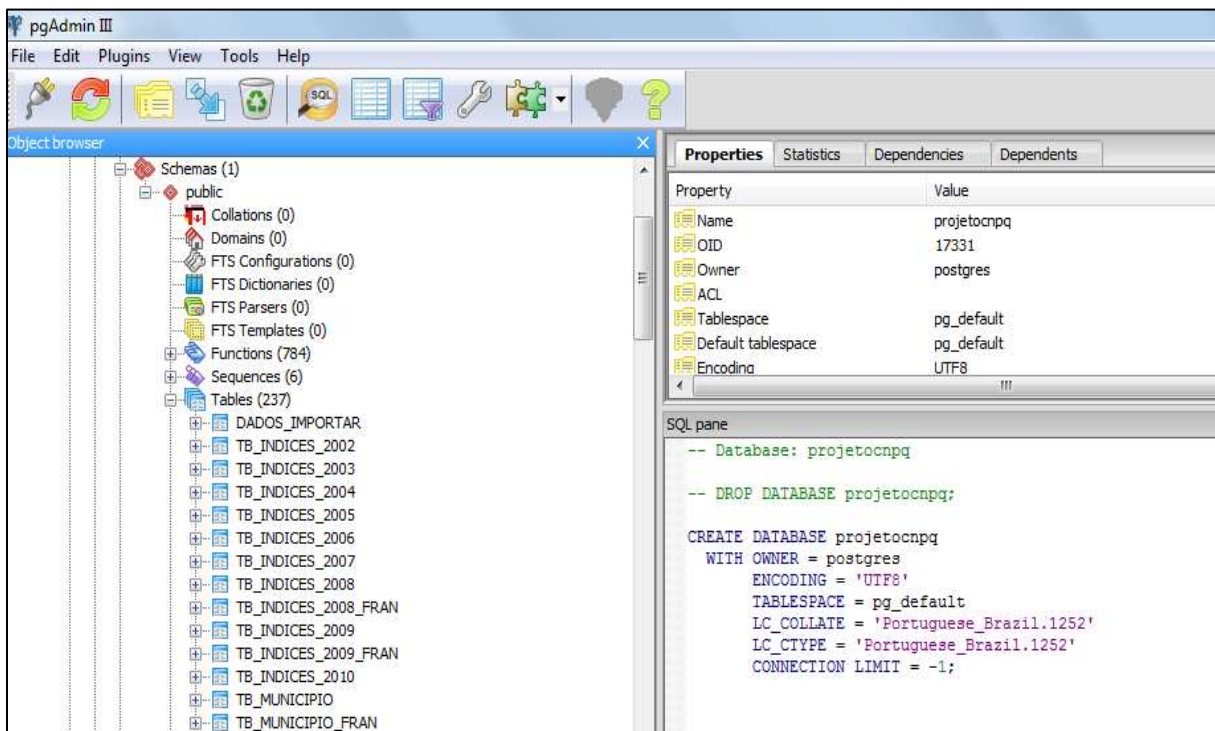 pgAdmin III
File Edit Plugins View Tools Help
SQL
Object browser
Schemas (1)
public
Collations (0)
Domains (0)
FTS Configurations (0)
FTS Dictionaries (0)
FTS Parsers (0)
FTS Templates (0)
Functions (784)
Sequences (6)
Tables (237)
DADOS_IMPORTAR
TB_INDICES_2002
TB_INDICES_2003
TB_INDICES_2004
TB_INDICES_2005
TB_INDICES_2006
TB_INDICES_2007
TB_INDICES_2008
TB_INDICES_2008_FRAN
TB_INDICES_2009
TB_INDICES_2009_FRAN
TB_INDICES_2010
TB_MUNICIPIO
TB_MUNICIPIO_FRAN
Properties Statistics Dependencies Dependents
Property Value
Name projetocnpq
OID 17331
Owner postgres
ACL
Tablespace pg_default
Default tablespace pg_default
Encoding UTF8
SQL pane
-- Database: projetocnpq
-- DROP DATABASE projetocnpq;
CREATE DATABASE projetocnpq
WITH OWNER = postgres
ENCODING = 'UTF8'
TABLESPACE = pg_default
LC_COLLATE = 'Portuguese_Brazil.1252'
LC_CTYPE = 'Portuguese_Brazil.1252'
CONNECTION LIMIT = -1;